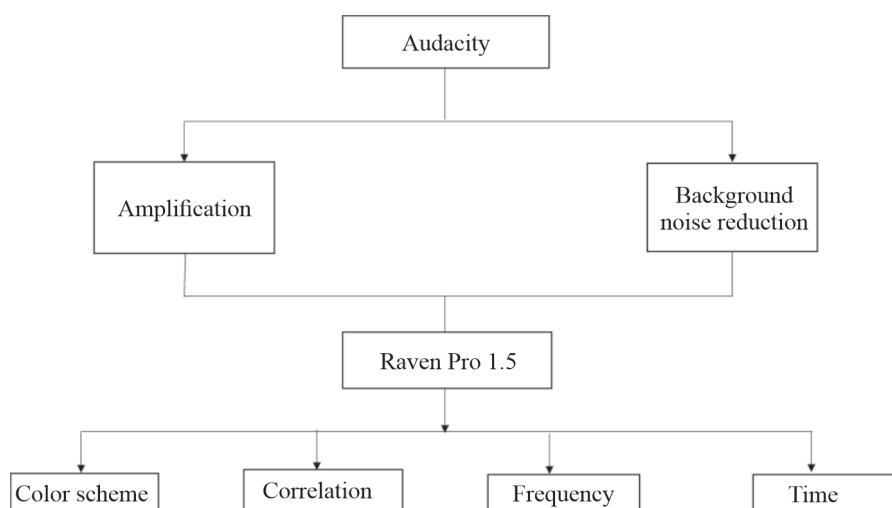 Audacity
Amplification
Background
noise reduction
Raven Pro 1.5
Color scheme
Correlation
Frequency
Time